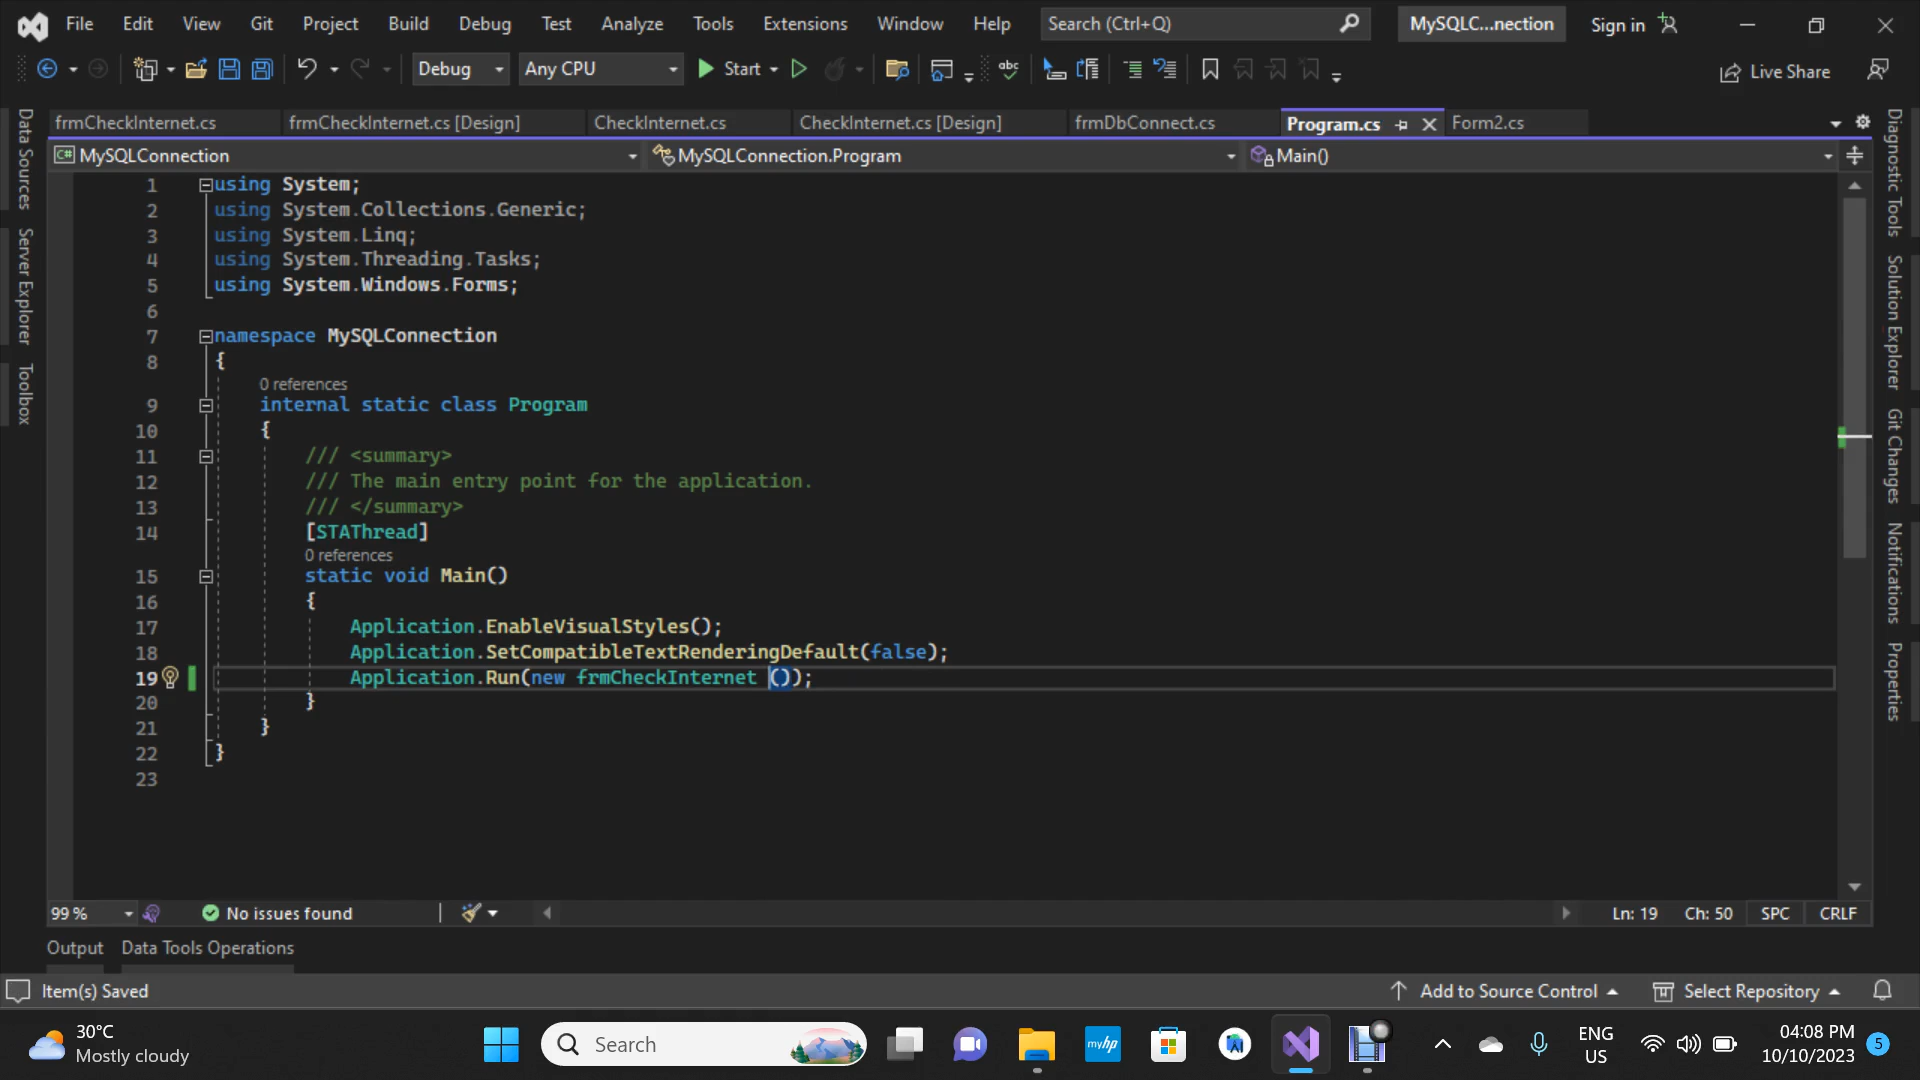 File Edit View Git Project Build Debug Test Analyze Tools Extensions Window Help Search (Ctrl+Q) MySQLC...nection Sign in
Debug Any CPU Start abc Live Share
frmCheckInternet.cs frmCheckInternet.cs [Design] CheckInternet.cs CheckInternet.cs [Design] frmDbConnect.cs Program.cs Form2.cs
C# MySQLConnection MySQLConnection.Program Main()
Data Sources
Server Explorer
Toolbox
1 using System;
2 using System.Collections.Generic;
3 using System.Linq;
4 using System.Threading.Tasks;
5 using System.Windows.Forms;
6
7 namespace MySQLConnection
8 {
0 references
9 internal static class Program
10 {
11 /// <summary>
12 /// The main entry point for the application.
13 /// </summary>
14 [STAThread]
0 references
15 static void Main()
16 {
17 Application.EnableVisualStyles();
18 Application.SetCompatibleTextRenderingDefault(false);
19 Application.Run(new frmCheckInternet ());
20 }
21 }
22 }
23
Diagnostic Tools
Solution Explorer
Git Changes
Notifications
Properties
99 % No issues found Ln: 19 Ch: 50 SPC CRLF
Output Data Tools Operations
Item(s) Saved Add to Source Control Select Repository
30°C
Mostly cloudy
Search
myhp
ENG
US
04:08 PM
10/10/2023
5